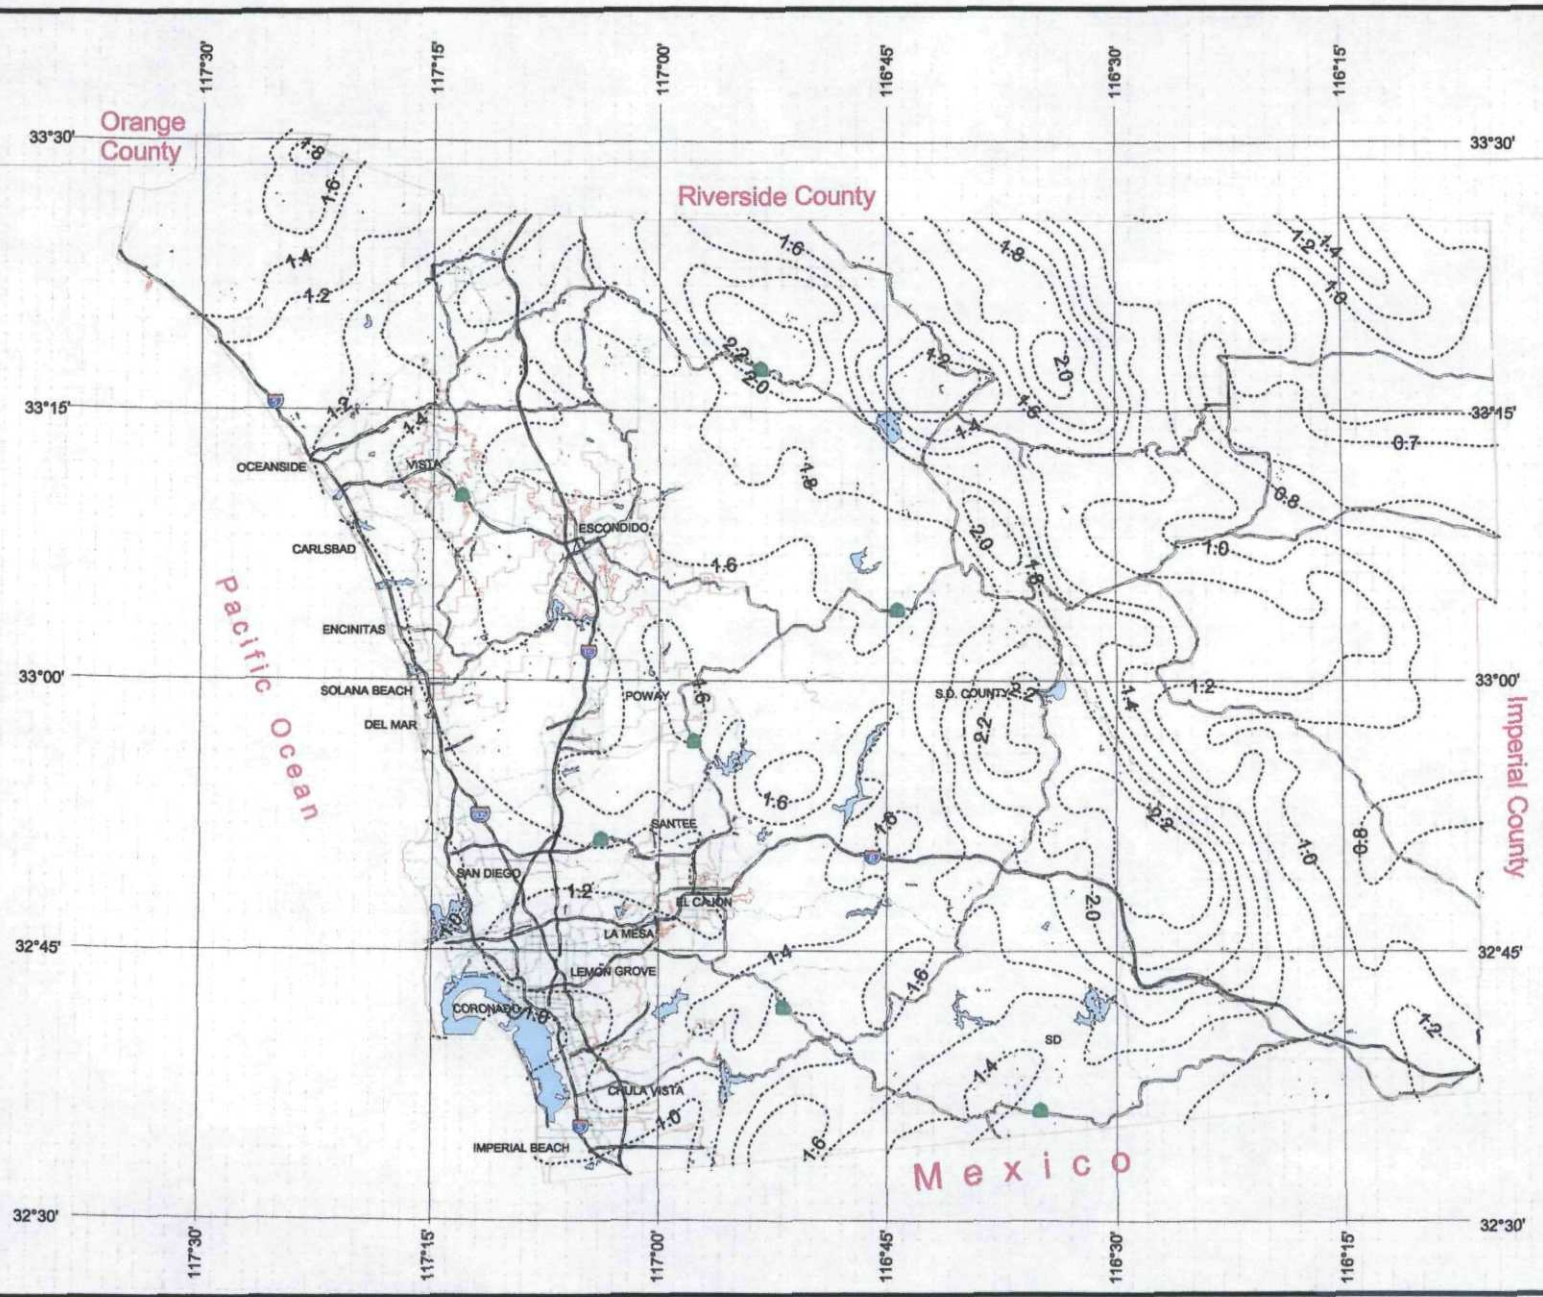 117°30'
117°15'
117°00'
116°45'
116°30'
116°15'
Orange
County
33°30'
33°30'
1.8
1.6
Riverside County
1.6
1.8
1.2
1.4
1.4
1.0
1.2
2.2
2.0
1.2
2.0
33°15'
1.2
1.4
1.6
1.4
33°15'
0.7
OCEANSIDE
VISTA
1.8
0.8
ESCONDIDO
2.0
1.0
CARLSBAD
1.6
1.8
Pacific Ocean
ENCINITAS
33°00'
SOLANA BEACH
POWAY
1.6
S.D. COUNTY
2.2
1.4
1.2
33°00'
DEL MAR
2.2
Imperial County
1.6
2.2
SANTEE
1.6
1.0
0.8
SAN DIEGO
1.2
EL CAJON
2.0
1.0
LA MESA
32°45'
LEMON GROVE
1.4
1.6
32°45'
CORONADO
1.0
1.2
SD
1.4
CHULA VISTA
1.0
IMPERIAL BEACH
1.6
Mexico
32°30'
32°30'
117°30'
117°15'
117°00'
116°45'
116°30'
116°15'